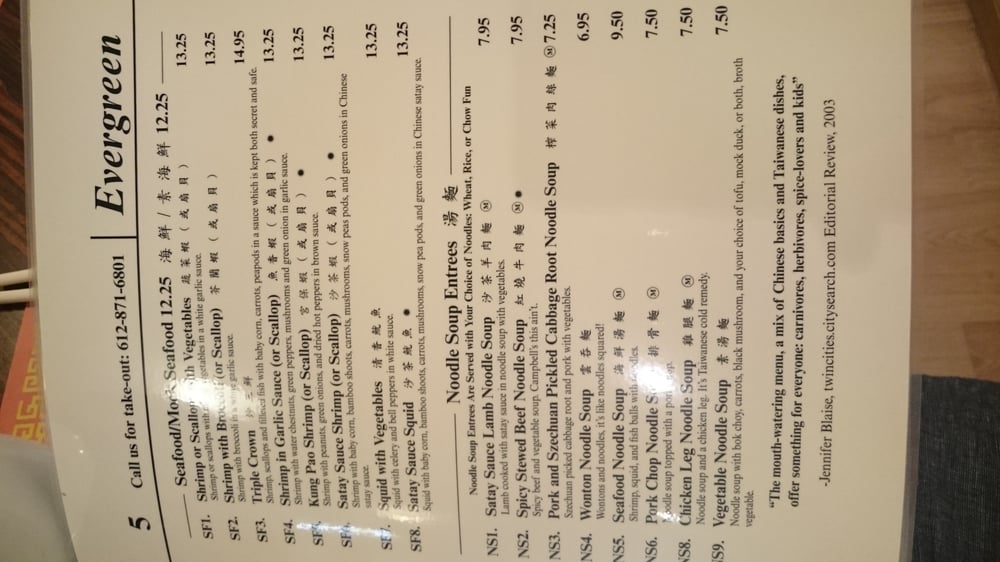 5 Call us for take-out: 612-871-6801 Evergreen
Seafood/Mock Seafood 12.25 海鮮/素海鮮 12.25
SF1. Shrimp or Scallop with Vegetables 蔬菜蝦(或扇貝) 13.25
Shrimp or scallops with vegetables in a white garlic sauce.
SF2. Shrimp with Broccoli (or Scallop) 芥蘭蝦(或扇貝) 13.25
Shrimp with broccoli in a white garlic sauce.
SF3. Triple Crown 炒三鮮 14.95
Shrimp, scallops and filleted fish with baby corn, carrots, peapods in a sauce which is kept both secret and safe.
SF4. Shrimp in Garlic Sauce (or Scallop) 魚香蝦(或扇貝) ● 13.25
Shrimp with water chestnuts, green peppers, mushrooms and green onion in garlic sauce.
SF5. Kung Pao Shrimp (or Scallop) 宮保蝦(或扇貝) ● 13.25
Shrimp with peanuts, green onions, and dried hot peppers in brown sauce.
SF6. Satay Sauce Shrimp (or Scallop) 沙茶蝦(或扇貝) ● 13.25
Shrimp with baby corn, bamboo shoots, carrots, mushrooms, snow peas pods, and green onions in Chinese
satay sauce.
SF7. Squid with Vegetables 清香魷魚 13.25
Squid with celery and bell peppers in white sauce.
SF8. Satay Sauce Squid 沙茶魷魚 ● 13.25
Squid with baby corn, bamboo shoots, carrots, mushrooms, snow pea pods, and green onions in Chinese satay sauce.
Noodle Soup Entrees 湯麵
Noodle Soup Entrees Are Served with Your Choice of Noodles: Wheat, Rice, or Chow Fun
NS1. Satay Sauce Lamb Noodle Soup 沙茶羊肉麵 Ⓜ 7.95
Lamb cooked with satay sauce in noodle soup with vegetables.
NS2. Spicy Stewed Beef Noodle Soup 紅燒牛肉麵 Ⓜ ● 7.95
Spicy beef and vegetable soup. Campbell's this ain't.
NS3. Pork and Szechuan Pickled Cabbage Root Noodle Soup 榨菜肉絲麵 Ⓜ 7.25
Szechuan picked cabbage root and pork with vegetables.
NS4. Wonton Noodle Soup 雲吞麵 6.95
Wontons and noodles, it's like noodles squared!
NS5. Seafood Noodle Soup 海鮮湯麵 Ⓜ 9.50
Shrimp, squid, and fish balls with noodles.
NS6. Pork Chop Noodle Soup 排骨麵 Ⓜ 7.50
Noodle soup topped with a pork chop.
NS8. Chicken Leg Noodle Soup 雞腿麵 Ⓜ 7.50
Noodle soup and a chicken leg. It's Taiwanese cold remedy.
NS9. Vegetable Noodle Soup 素湯麵 7.50
Noodle soup with bok choy, carrots, black mushroom, and your choice of tofu, mock duck, or both, broth
vegetable.
"The mouth-watering menu, a mix of Chinese basics and Taiwanese dishes,
offer something for everyone: carnivores, herbivores, spice-lovers and kids"
-Jennifer Blaise, twincities.citysearch.com Editorial Review, 2003